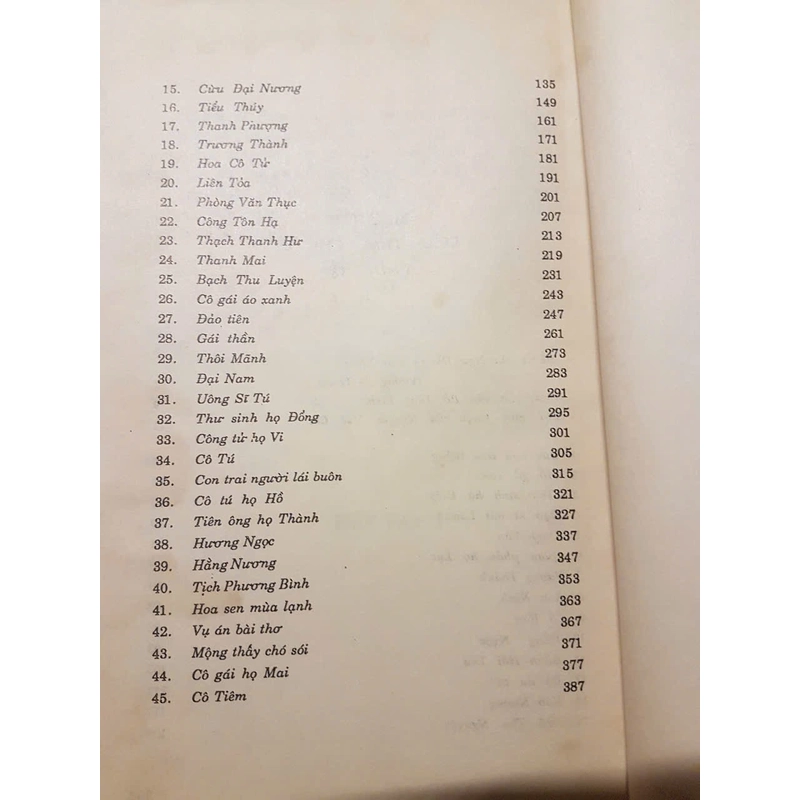 15. Cừu Đại Nương 135
16. Tiểu Thúy 149
17. Thanh Phượng 161
18. Trương Thành 171
19. Hoa Cô Tử 181
20. Liên Tỏa 191
21. Phòng Văn Thục 201
22. Công Tôn Hạ 207
23. Thạch Thanh Hư 213
24. Thanh Mai 219
25. Bạch Thu Luyện 231
26. Cô gái áo xanh 243
27. Đảo tiên 247
28. Gái thần 261
29. Thôi Mãnh 273
30. Đại Nam 283
31. Uông Sĩ Tú 291
32. Thư sinh họ Đổng 295
33. Công tử họ Vi 301
34. Cô Tú 305
35. Con trai người lái buôn 315
36. Cô tú họ Hồ 321
37. Tiên ông họ Thành 327
38. Hương Ngọc 337
39. Hằng Nương 347
40. Tịch Phương Bình 353
41. Hoa sen mùa lạnh 363
42. Vụ án bài thơ 367
43. Mộng thấy chó sói 371
44. Cô gái họ Mai 377
45. Cô Tiêm 387